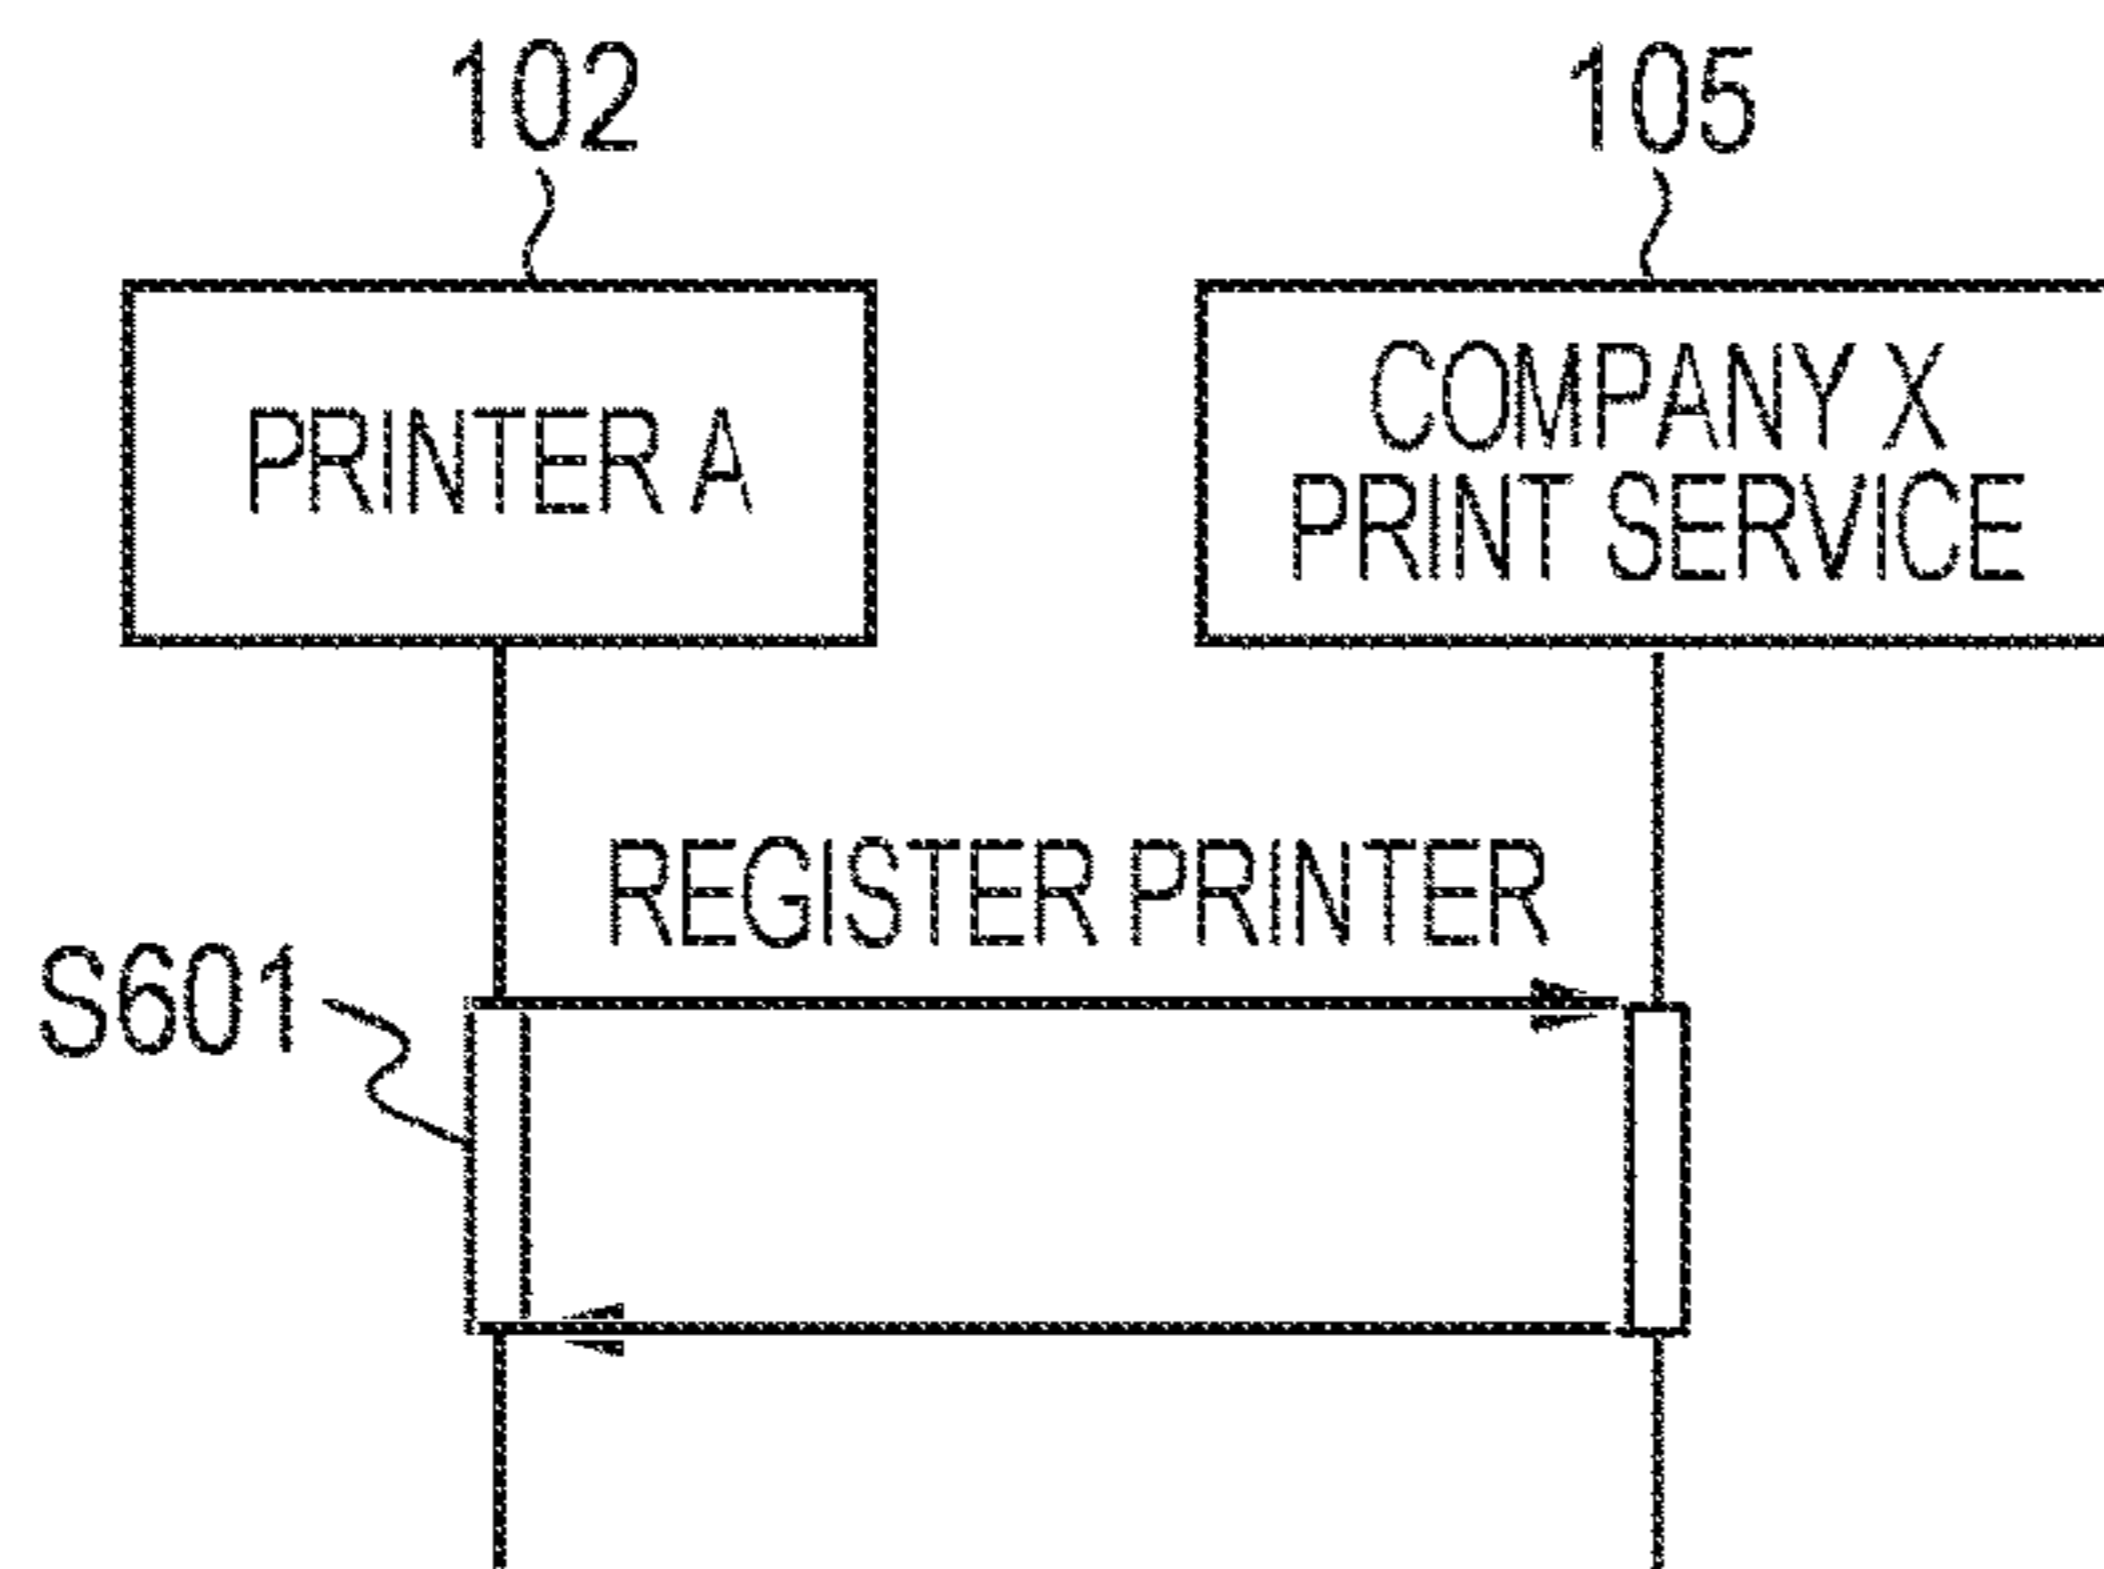 102
105
PRINTER A
COMPANY X
PRINT SERVICE
REGISTER PRINTER
S601